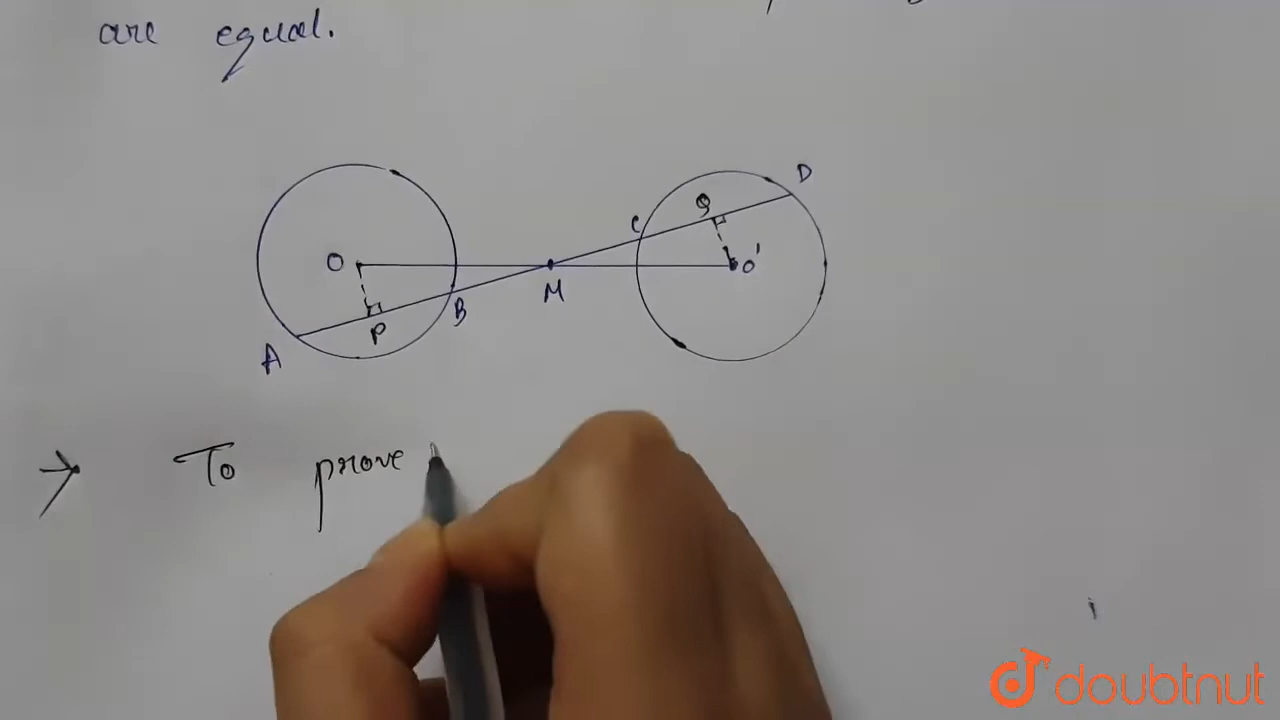 are equal.
D
Q
C
O
O'
M
B
P
A
→ To prove
doubtnut